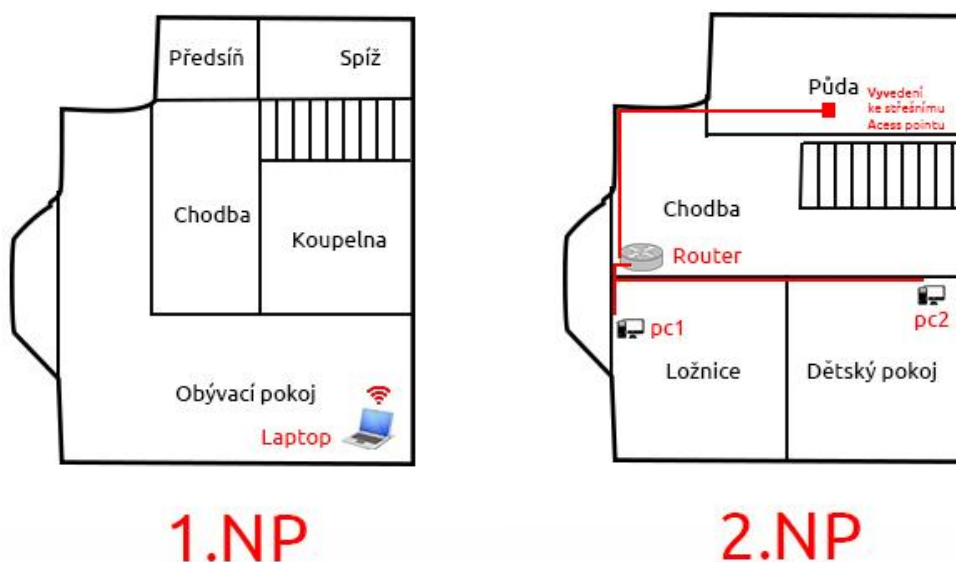 Předsíň
Spíž
Chodba
Koupelna
Obývací pokoj
Laptop
1.NP
Půda
Vyvedení
ke střešnímu
Acess pointu
Chodba
Router
pc1
pc2
Ložnice
Dětský pokoj
2.NP